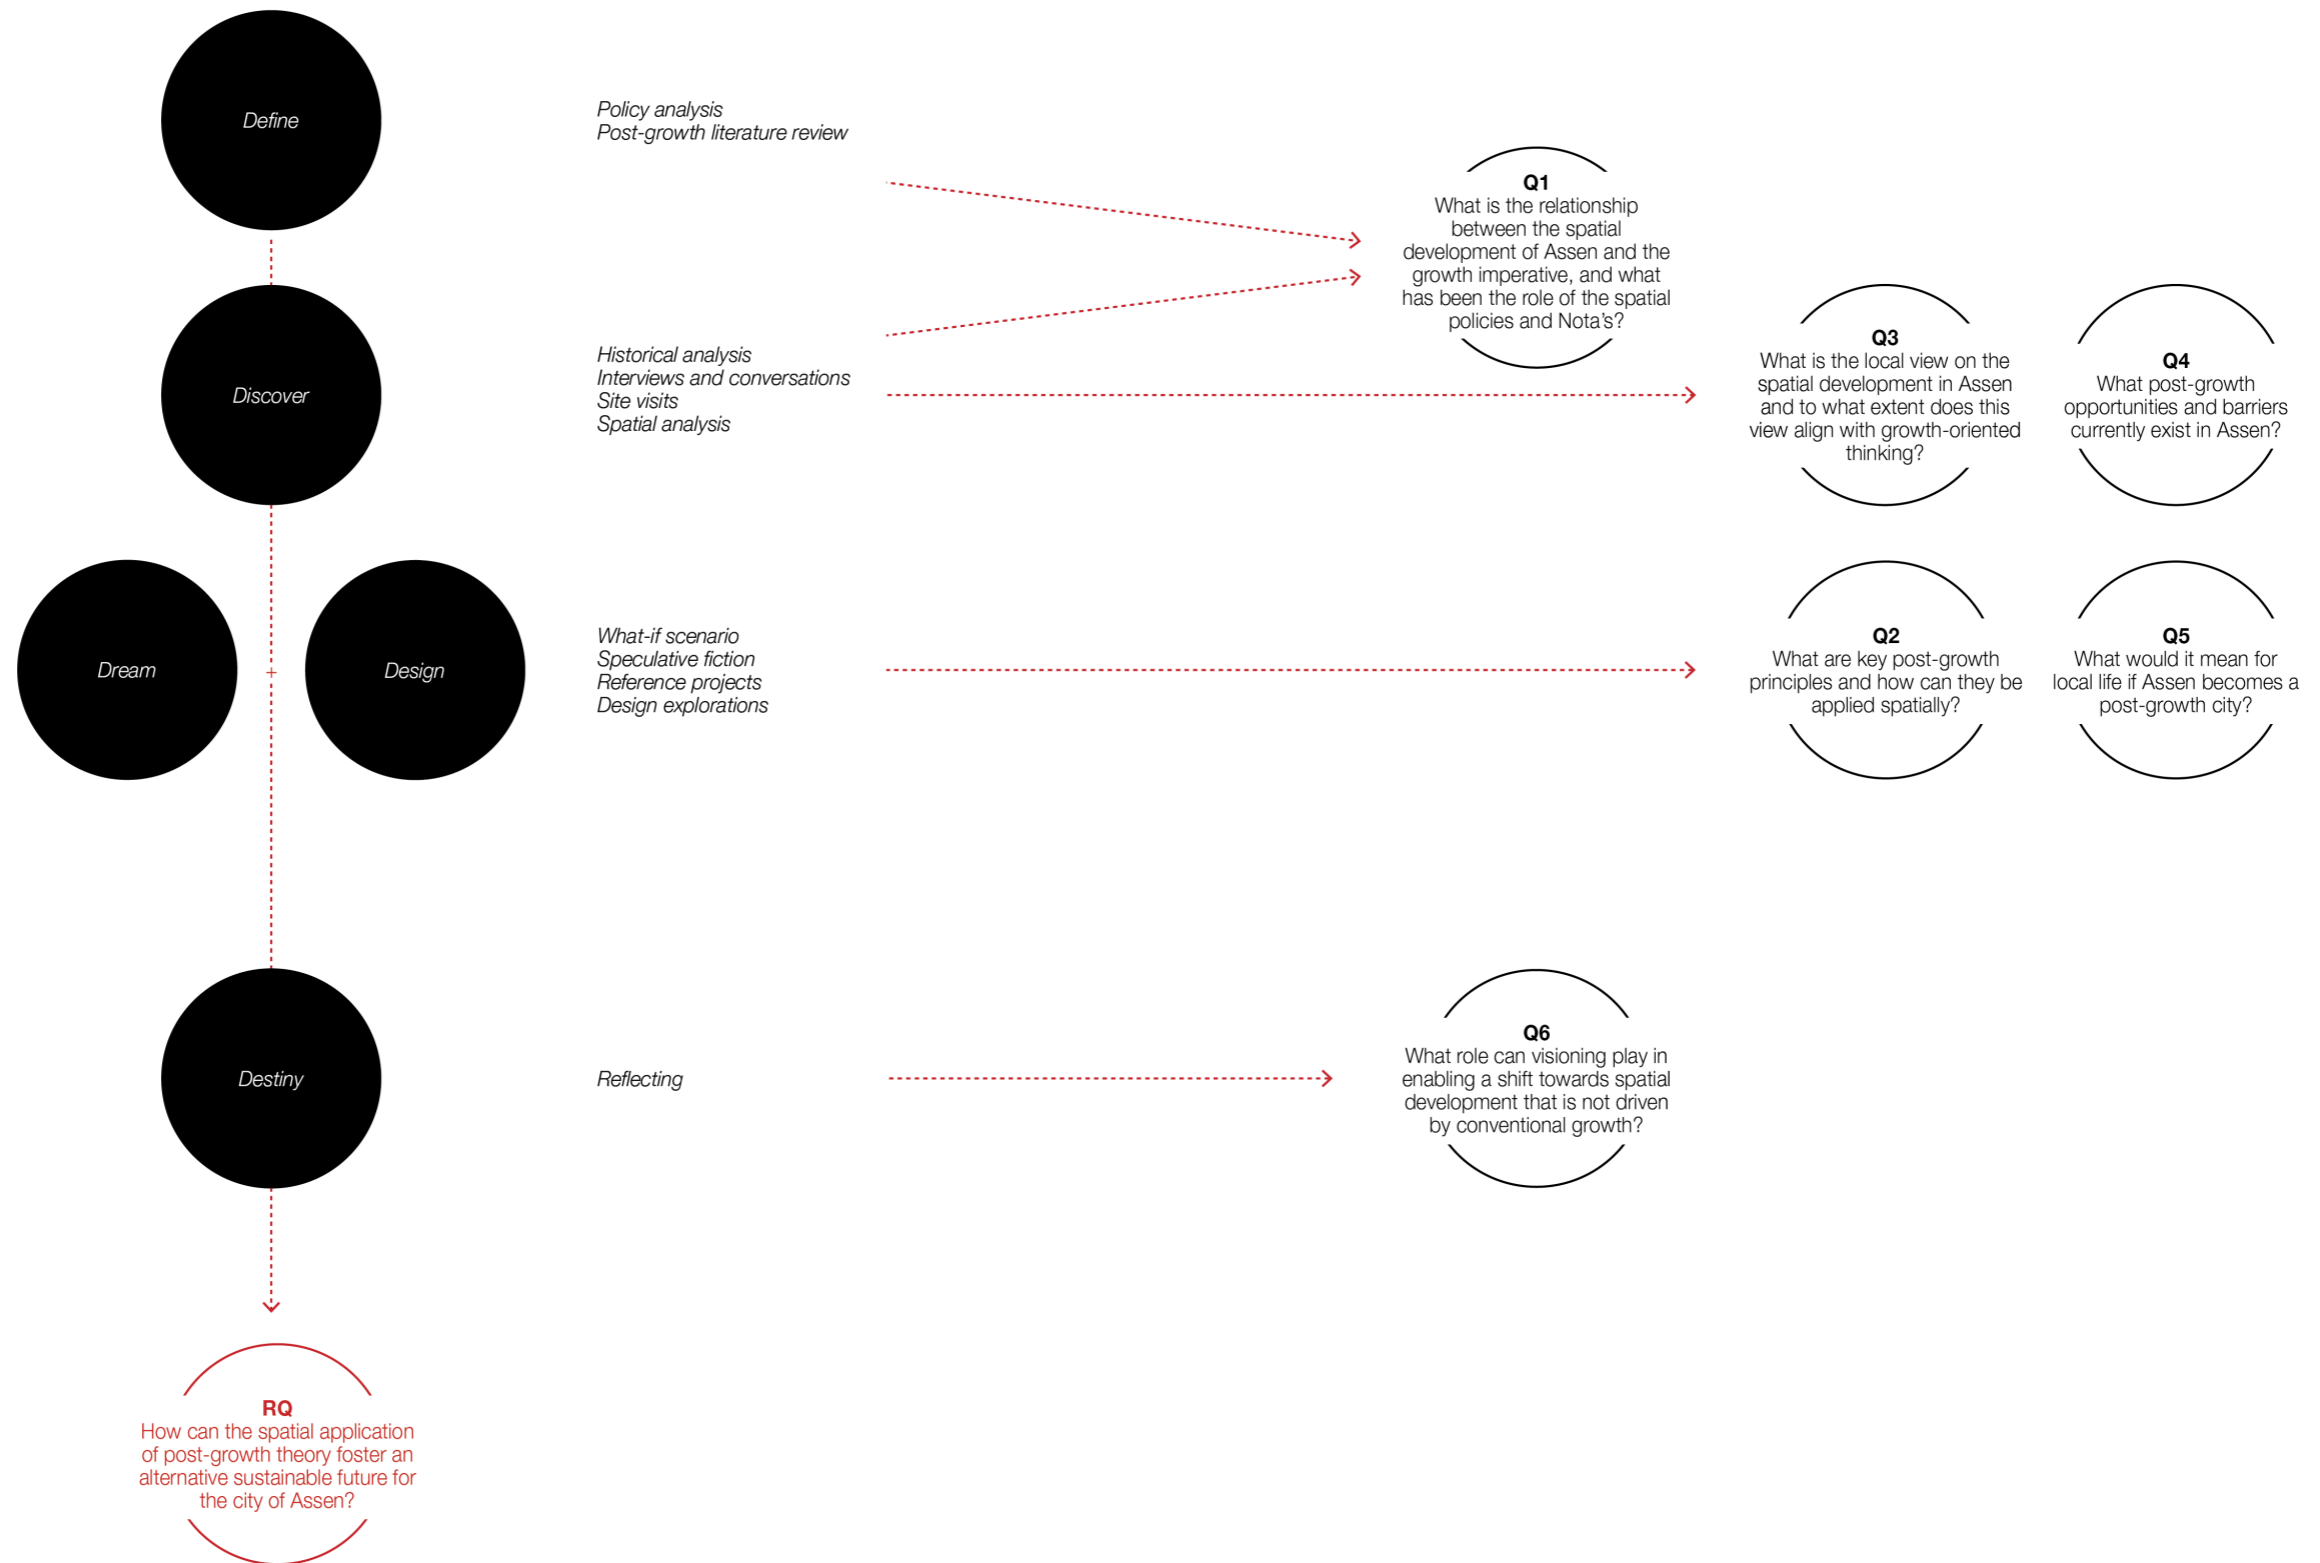 Define
Policy analysis
Post-growth literature review
Q1
What is the relationship
between the spatial
development of Assen and the
growth imperative, and what
has been the role of the spatial
policies and Nota's?
Discover
Historical analysis
Interviews and conversations
Site visits
Spatial analysis
Q3
What is the local view on the
spatial development in Assen
and to what extent does this
view align with growth-oriented
thinking?
Q4
What post-growth
opportunities and barriers
currently exist in Assen?
Dream
+
Design
What-if scenario
Speculative fiction
Reference projects
Design explorations
Q2
What are key post-growth
principles and how can they be
applied spatially?
Q5
What would it mean for
local life if Assen becomes a
post-growth city?
Destiny
Reflecting
Q6
What role can visioning play in
enabling a shift towards spatial
development that is not driven
by conventional growth?
RQ
How can the spatial application
of post-growth theory foster an
alternative sustainable future for
the city of Assen?